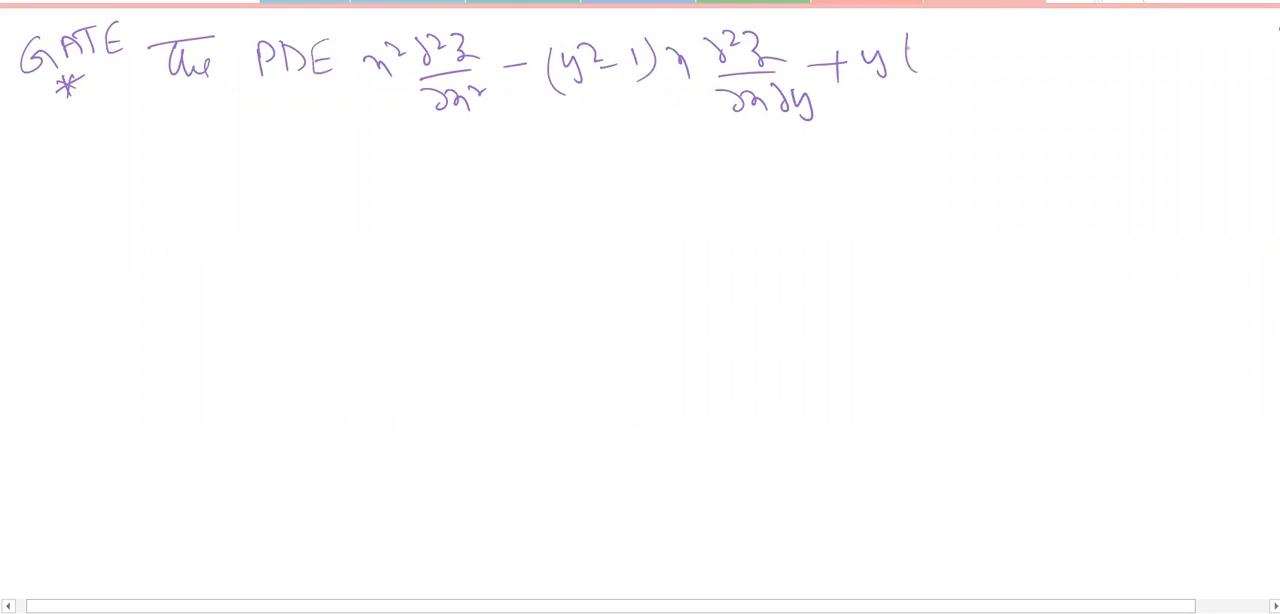 GATE * The PDE x² ∂²z/∂x² - (y²-1)x ∂²z/∂x∂y + y(